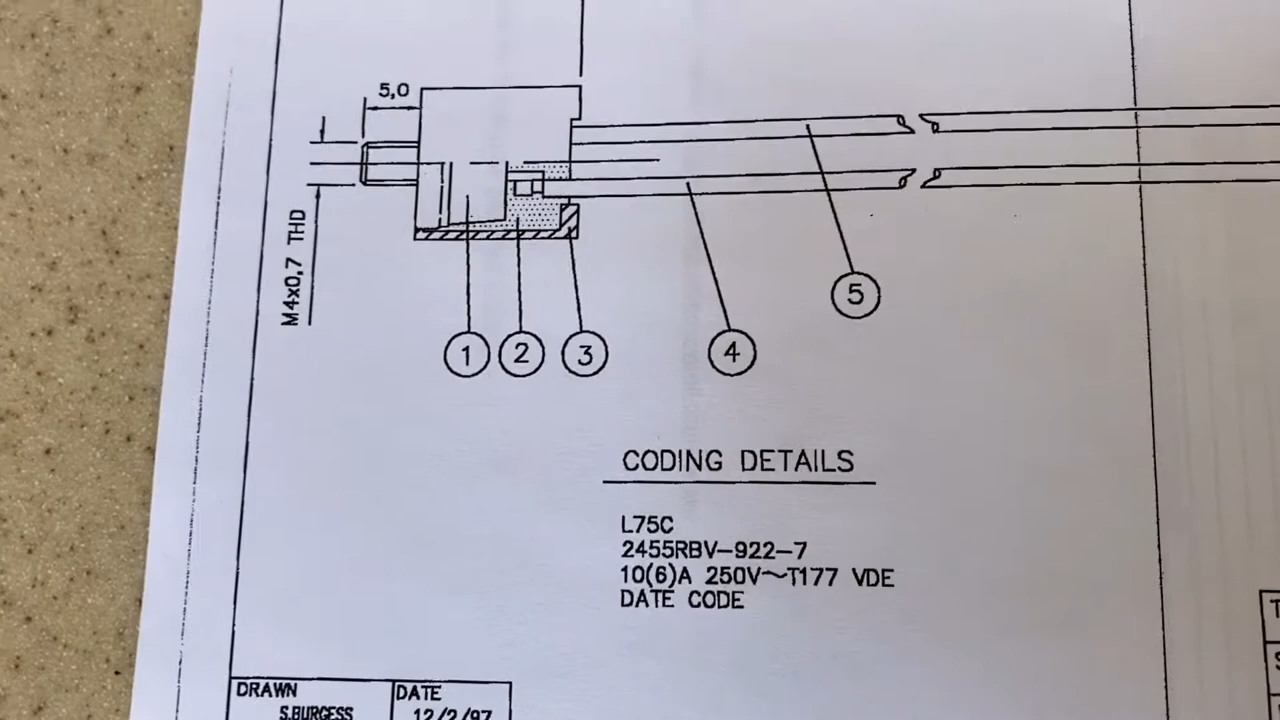 5,0
M4x0,7 THD
5
1 2 3 4
CODING DETAILS
L75C
2455RBV-922-7
10(6)A 250V~T177 VDE
DATE CODE
DRAWN DATE
S.BURGESS 12/2/97